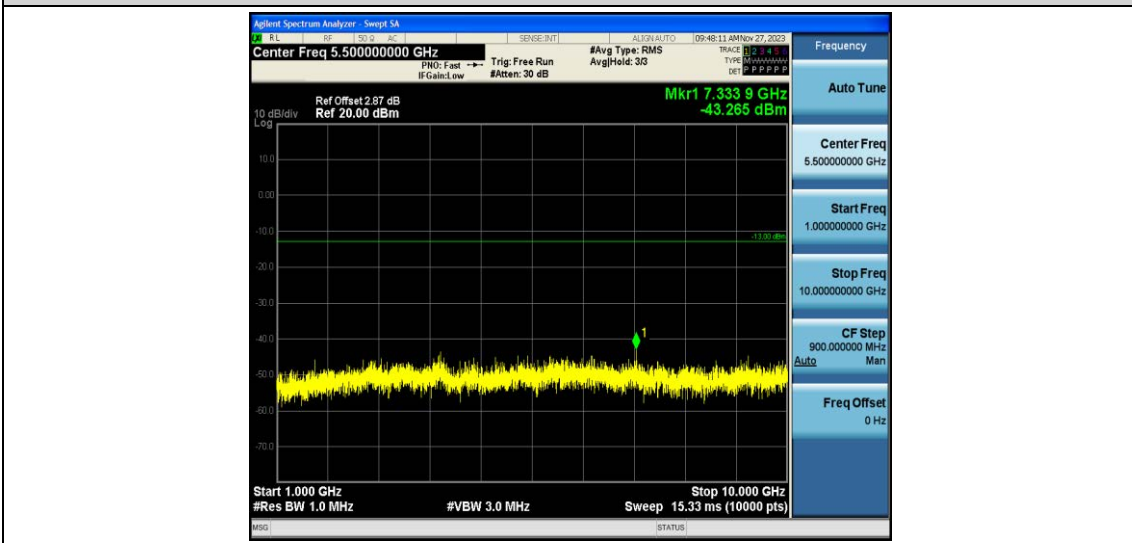 Agilent Spectrum Analyzer - Swept SA
RL RF 50 Ω AC SENSE:INT ALIGN AUTO 09:48:11 AM Nov 27, 2023
Center Freq 5.500000000 GHz
PNO: Fast
IFGain:Low
Trig: Free Run
#Atten: 30 dB
#Avg Type: RMS
Avg|Hold: 3/3
TRACE 1 2 3 4 5
TYPE M
DET P P P P P P
Mkr1 7.333 9 GHz
-43.265 dBm
Ref Offset 2.87 dB
10 dB/div Ref 20.00 dBm
Log
10.0
0.00
-10.0
-13.00 dBm
-20.0
-30.0
-40.0
1
-50.0
-60.0
-70.0
Start 1.000 GHz Stop 10.000 GHz
#Res BW 1.0 MHz #VBW 3.0 MHz Sweep 15.33 ms (10000 pts)
MSG STATUS
Frequency
Auto Tune
Center Freq
5.500000000 GHz
Start Freq
1.000000000 GHz
Stop Freq
10.000000000 GHz
CF Step
900.000000 MHz
Auto Man
Freq Offset
0 Hz